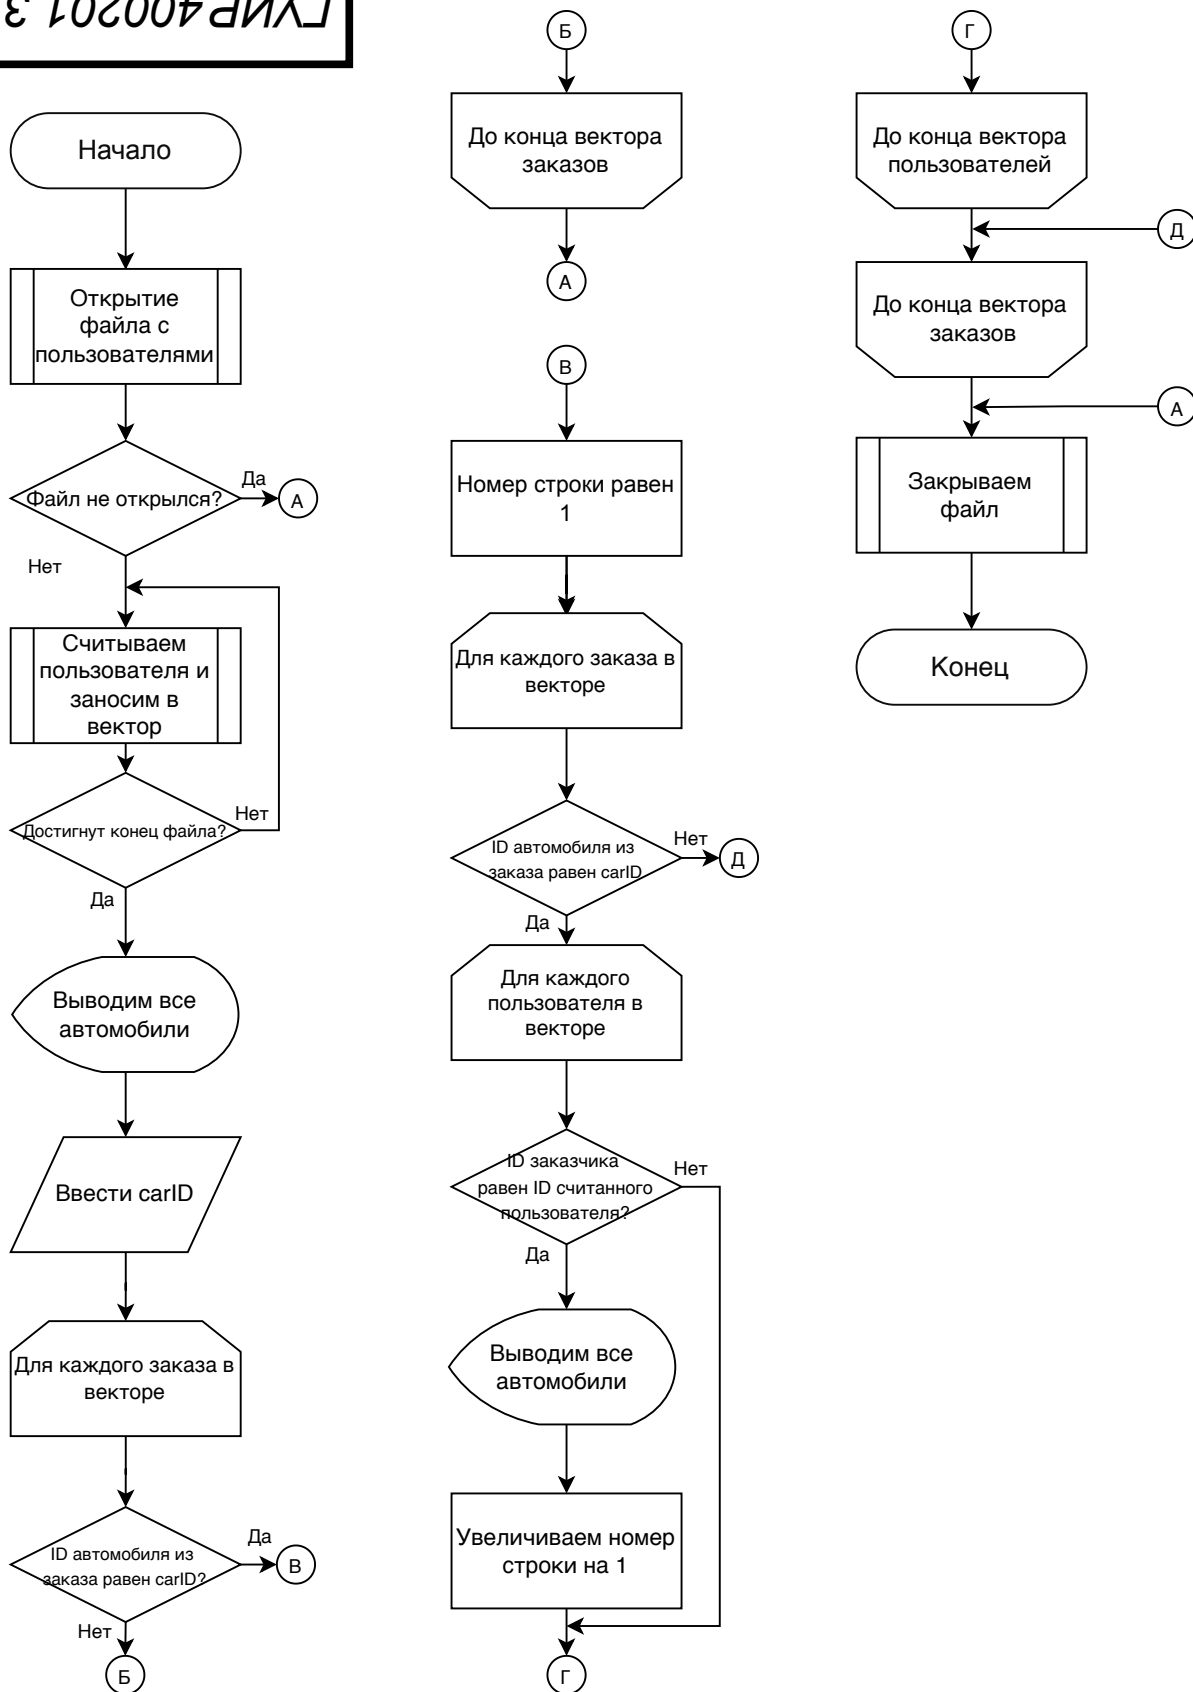 ГУИР 400201 3
Начало
Открытие
файла с
пользователями
Файл не открылся?
Да
А
Нет
Считываем
пользователя и
заносим в
вектор
Достигнут конец файла?
Нет
Да
Выводим все
автомобили
Ввести carID
Для каждого заказа в
векторе
ID автомобиля из
заказа равен carID?
Да
В
Нет
Б
Б
До конца вектора
заказов
А
В
Номер строки равен
1
Для каждого заказа в
векторе
ID автомобиля из
заказа равен carID
Нет
Д
Да
Для каждого
пользователя в
векторе
ID заказчика
равен ID считанного
пользователя?
Нет
Да
Выводим все
автомобили
Увеличиваем номер
строки на 1
Г
Г
До конца вектора
пользователей
Д
До конца вектора
заказов
А
Закрываем
файл
Конец